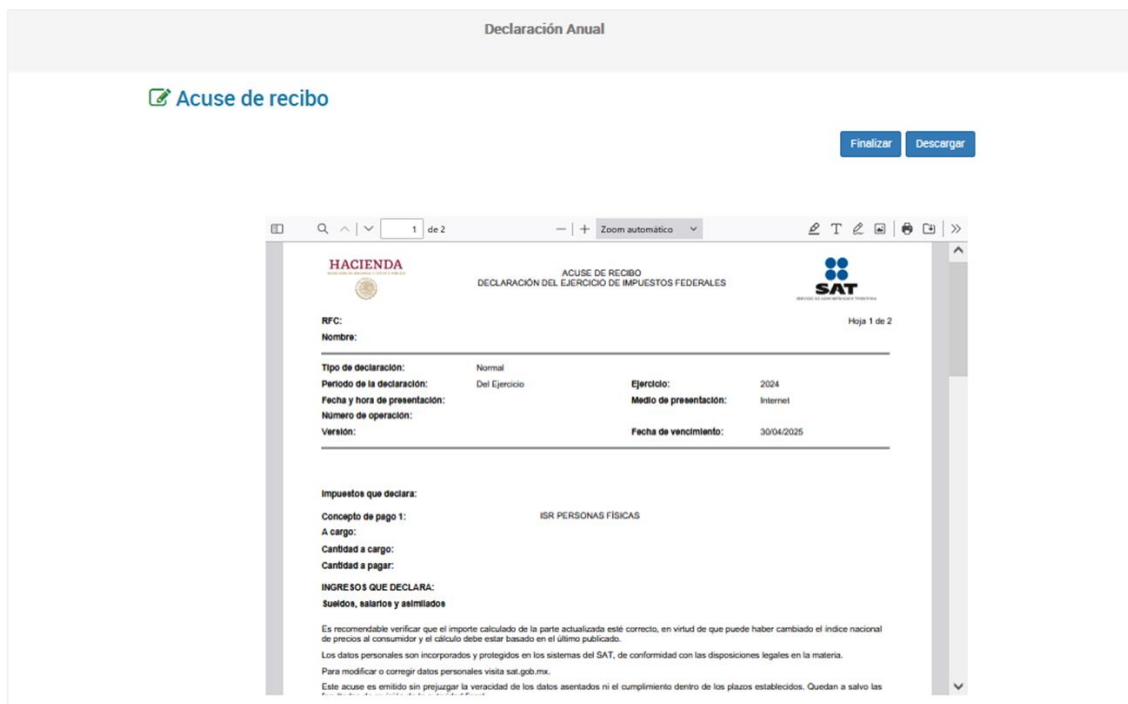 Declaración Anual
Acuse de recibo
Finalizar Descargar
1 de 2 Zoom automático
HACIENDA
ACUSE DE RECIBO
DECLARACIÓN DEL EJERCICIO DE IMPUESTOS FEDERALES
SAT
RFC: Hoja 1 de 2
Nombre:
Tipo de declaración: Normal
Periodo de la declaración: Del Ejercicio Ejercicio: 2024
Fecha y hora de presentación: Medio de presentación: Internet
Número de operación:
Versión: Fecha de vencimiento: 30/04/2025
Impuestos que declara:
Concepto de pago 1: ISR PERSONAS FÍSICAS
A cargo:
Cantidad a cargo:
Cantidad a pagar:
INGRESOS QUE DECLARA:
Sueldos, salarios y asimilados
Es recomendable verificar que el importe calculado de la parte actualizada esté correcto, en virtud de que puede haber cambiado el índice nacional
de precios al consumidor y el cálculo debe estar basado en el último publicado.
Los datos personales son incorporados y protegidos en los sistemas del SAT, de conformidad con las disposiciones legales en la materia.
Para modificar o corregir datos personales visita sat.gob.mx.
Este acuse es emitido sin prejuzgar la veracidad de los datos asentados ni el cumplimiento dentro de los plazos establecidos. Quedan a salvo las